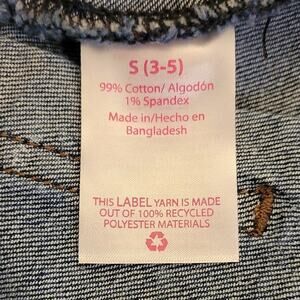 S (3-5)
99% Cotton/ Algodón
1% Spandex
Made in/Hecho en
Bangladesh
THIS LABEL YARN IS MADE
OUT OF 100% RECYCLED
POLYESTER MATERIALS